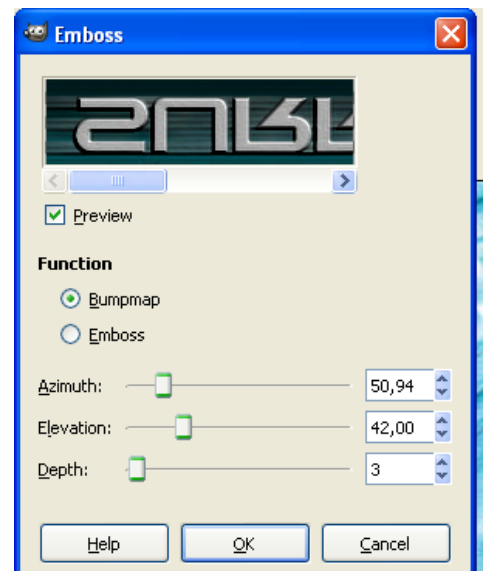 Emboss
Preview
Function
Bumpmap
Emboss
Azimuth: 50,94
Elevation: 42,00
Depth: 3
Help OK Cancel